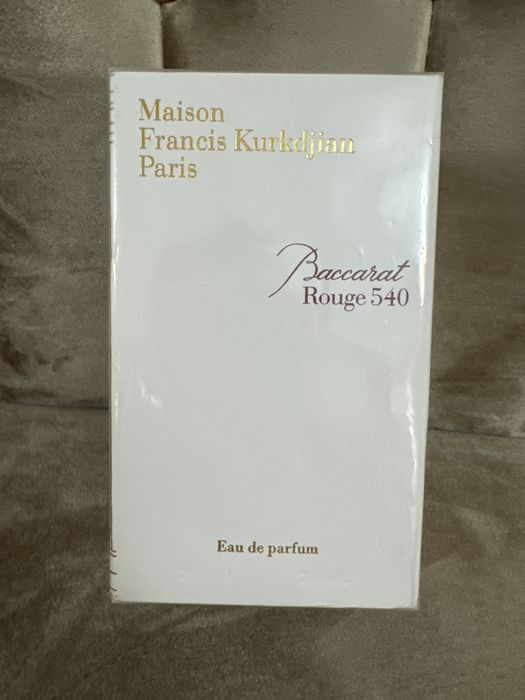 Maison
Francis Kurkdjian
Paris
Baccarat
Rouge 540
Eau de parfum